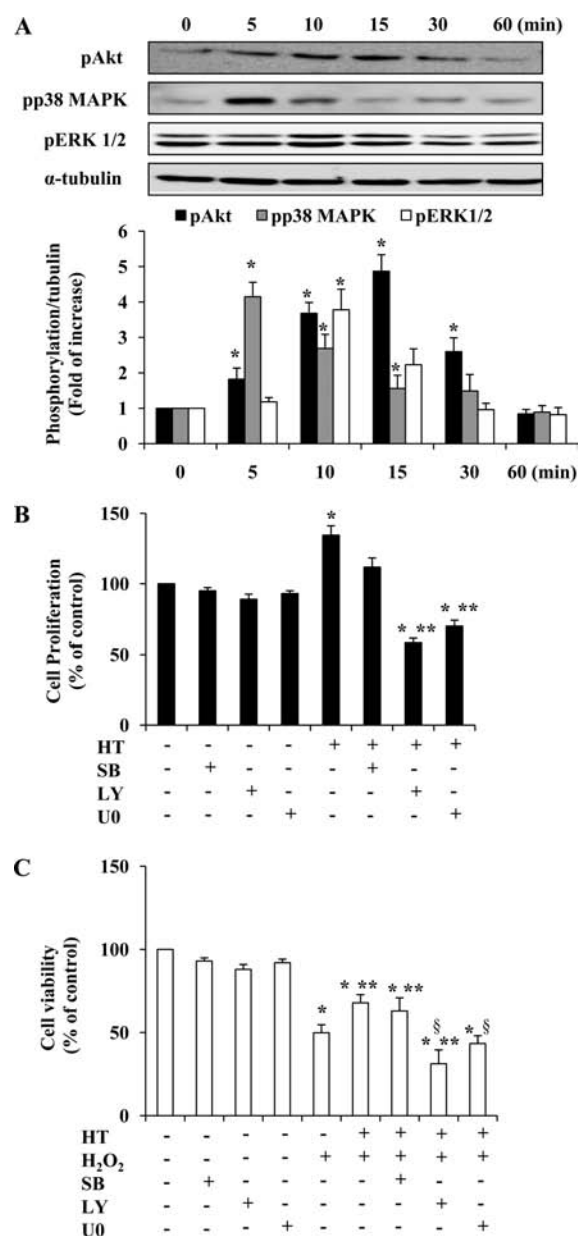 A 0 5 10 15 30 60 (min)
pAkt
pp38 MAPK
pERK 1/2
α-tubulin
pAkt pp38 MAPK pERK1/2
Phosphorylation/tubulin
(Fold of increase)
6
5
4
3
2
1
0
* * * * * * * *
0 5 10 15 30 60 (min)
B
Cell Proliferation
(% of control)
150
100
50
0
*
* ** * **
HT - - - - + + + +
SB - + - - - + - -
LY - - + - - - + -
U0 - - - + - - - +
C
Cell viability
(% of control)
150
100
50
0
* * ** * ** § * ** * §
HT - - - - - + + + +
H₂O₂ - - - - + + + + +
SB - + - - - - + - -
LY - - + - - - - + -
U0 - - - + - - - - +